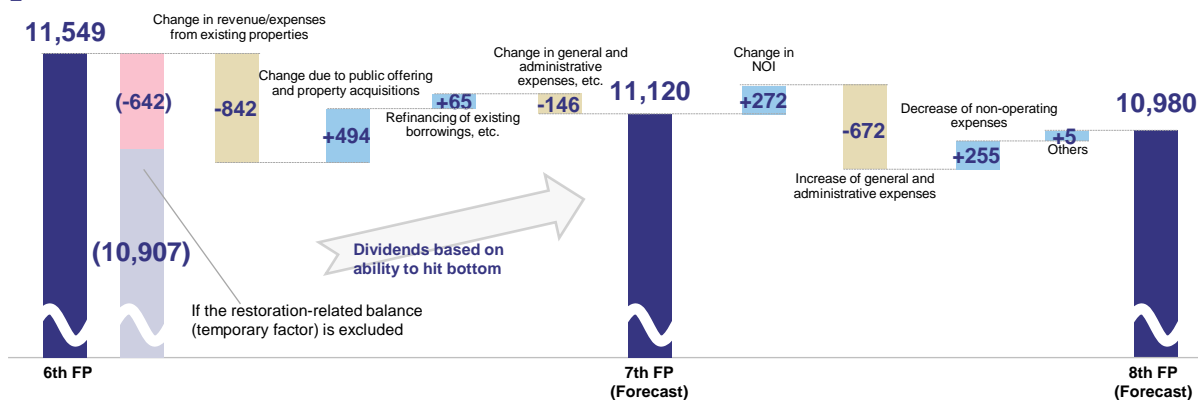 11,549
Change in revenue/expenses
from existing properties
(-642)
-842
Change due to public offering
and property acquisitions
+494
+65
Refinancing of existing
borrowings, etc.
Change in general and
administrative
expenses, etc.
-146
11,120
Change in
NOI
+272
-672
Increase of general and
administrative expenses
Decrease of non-operating
expenses
+255
+5
Others
10,980
(10,907)
Dividends based on
ability to hit bottom
If the restoration-related balance
(temporary factor) is excluded
6th FP
7th FP
(Forecast)
8th FP
(Forecast)